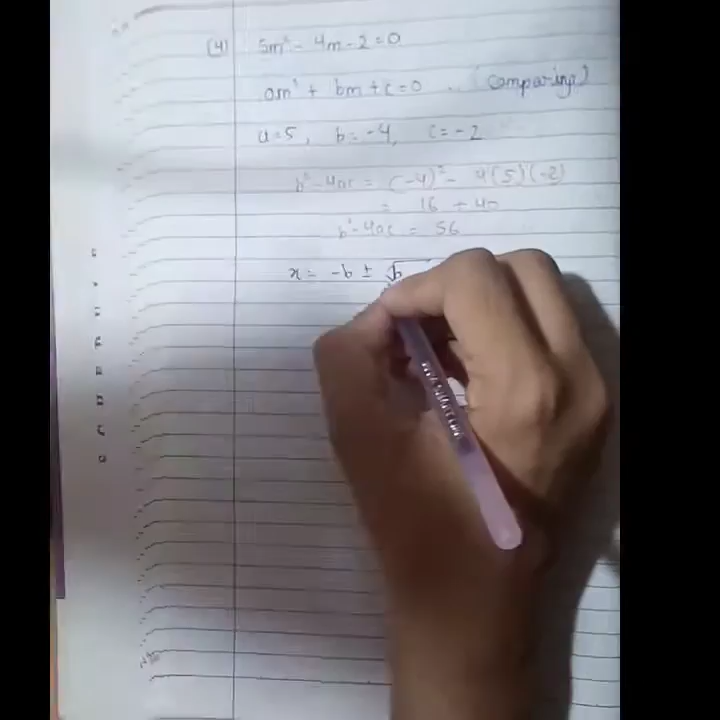 (4) 5m² - 4m - 2 = 0
am² + bm + c = 0 .. (comparing)
a = 5, b = -4, c = -2
b² - 4ac = (-4)² - 4(5)(-2)
= 16 + 40
b² - 4ac = 56
x = -b ± √b